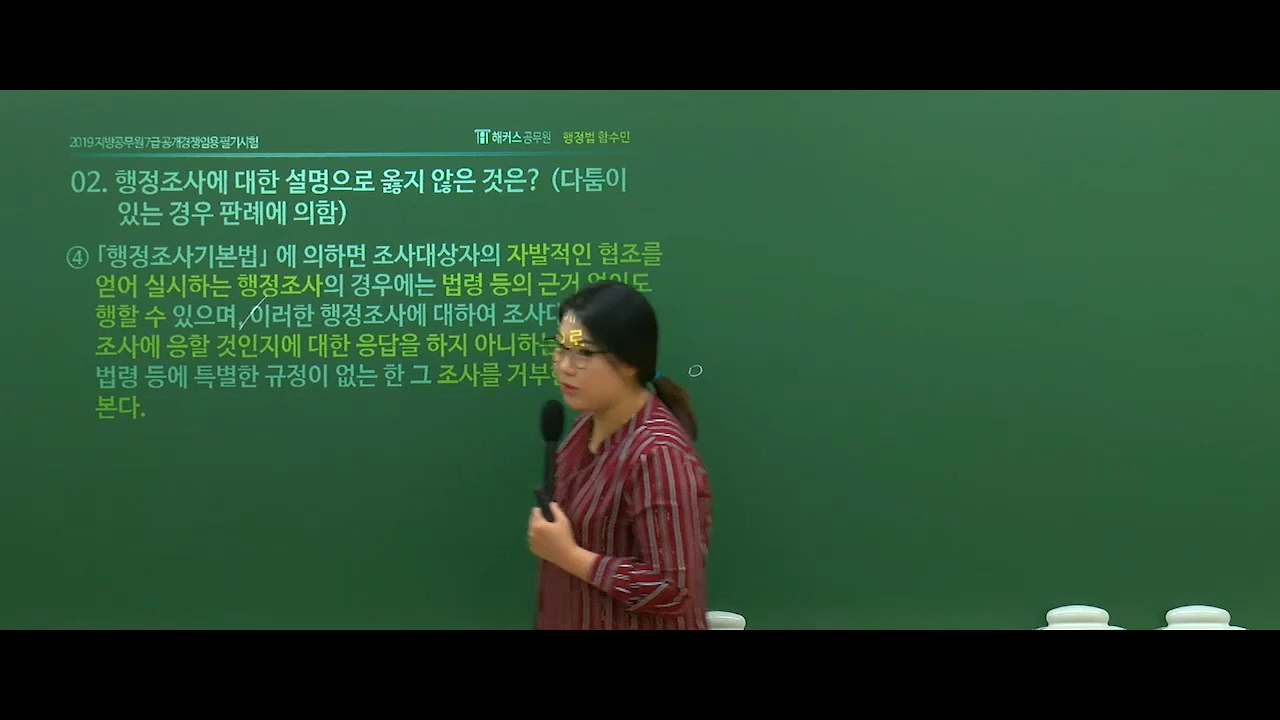 2019 지방공무원 7급 공개경쟁임용 필기시험
해커스 공무원 행정법 함수민
02. 행정조사에 대한 설명으로 옳지 않은 것은? (다툼이
있는 경우 판례에 의함)
④ 「행정조사기본법」에 의하면 조사대상자의 자발적인 협조를
얻어 실시하는 행정조사의 경우에는 법령 등의 근거 없이도
행할 수 있으며, 이러한 행정조사에 대하여
조사에 응할 것인지에 대한 응답을 하지 아니하는
법령 등에 특별한 규정이 없는 한 그 조사를
본다.